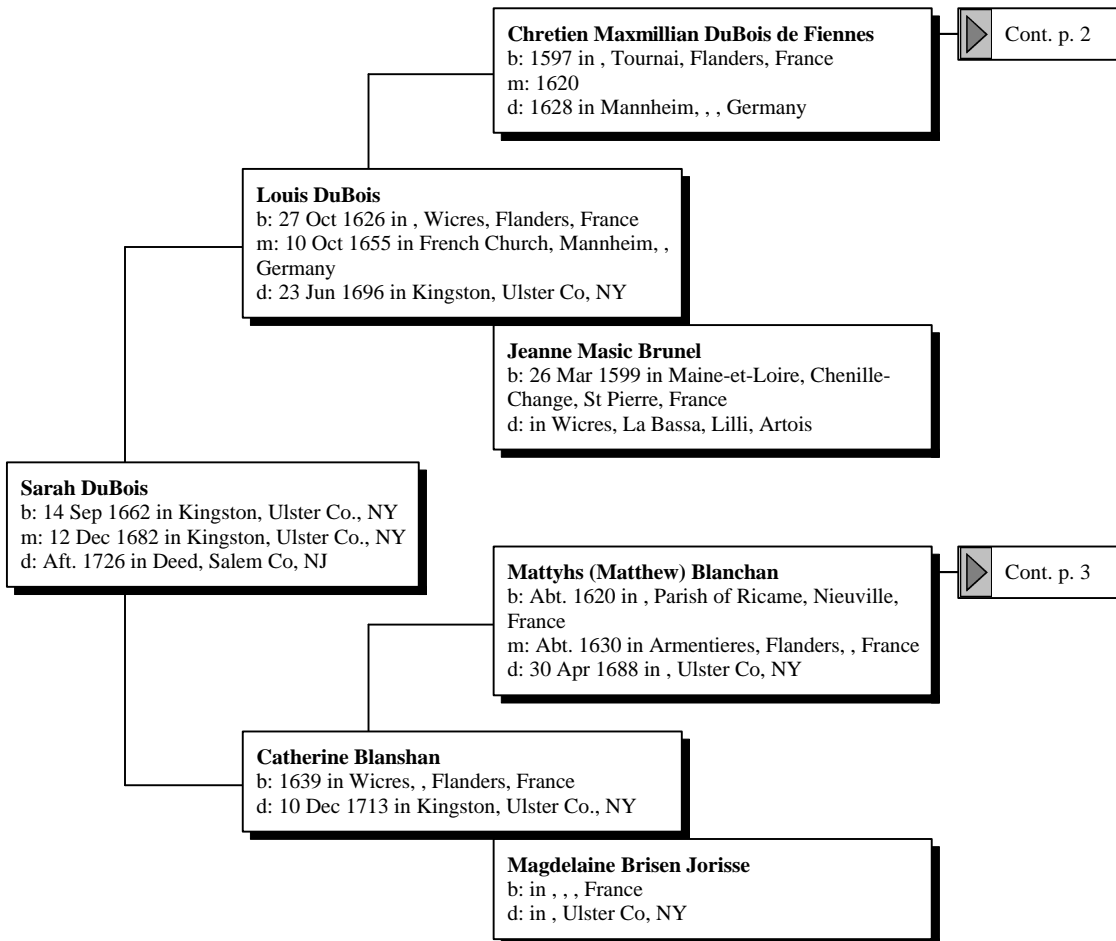 Chretien Maxmillian DuBois de Fiennes
b: 1597 in , Tournai, Flanders, France
m: 1620
d: 1628 in Mannheim, , , Germany
Cont. p. 2
Louis DuBois
b: 27 Oct 1626 in , Wicres, Flanders, France
m: 10 Oct 1655 in French Church, Mannheim, ,
Germany
d: 23 Jun 1696 in Kingston, Ulster Co, NY
Jeanne Masic Brunel
b: 26 Mar 1599 in Maine-et-Loire, Chenille-
Change, St Pierre, France
d: in Wicres, La Bassa, Lilli, Artois
Sarah DuBois
b: 14 Sep 1662 in Kingston, Ulster Co., NY
m: 12 Dec 1682 in Kingston, Ulster Co., NY
d: Aft. 1726 in Deed, Salem Co, NJ
Mattyhs (Matthew) Blanchan
b: Abt. 1620 in , Parish of Ricame, Nieuville,
France
m: Abt. 1630 in Armentieres, Flanders, , France
d: 30 Apr 1688 in , Ulster Co, NY
Cont. p. 3
Catherine Blanshan
b: 1639 in Wicres, , Flanders, France
d: 10 Dec 1713 in Kingston, Ulster Co., NY
Magdelaine Brisen Jorisse
b: in , , , France
d: in , Ulster Co, NY